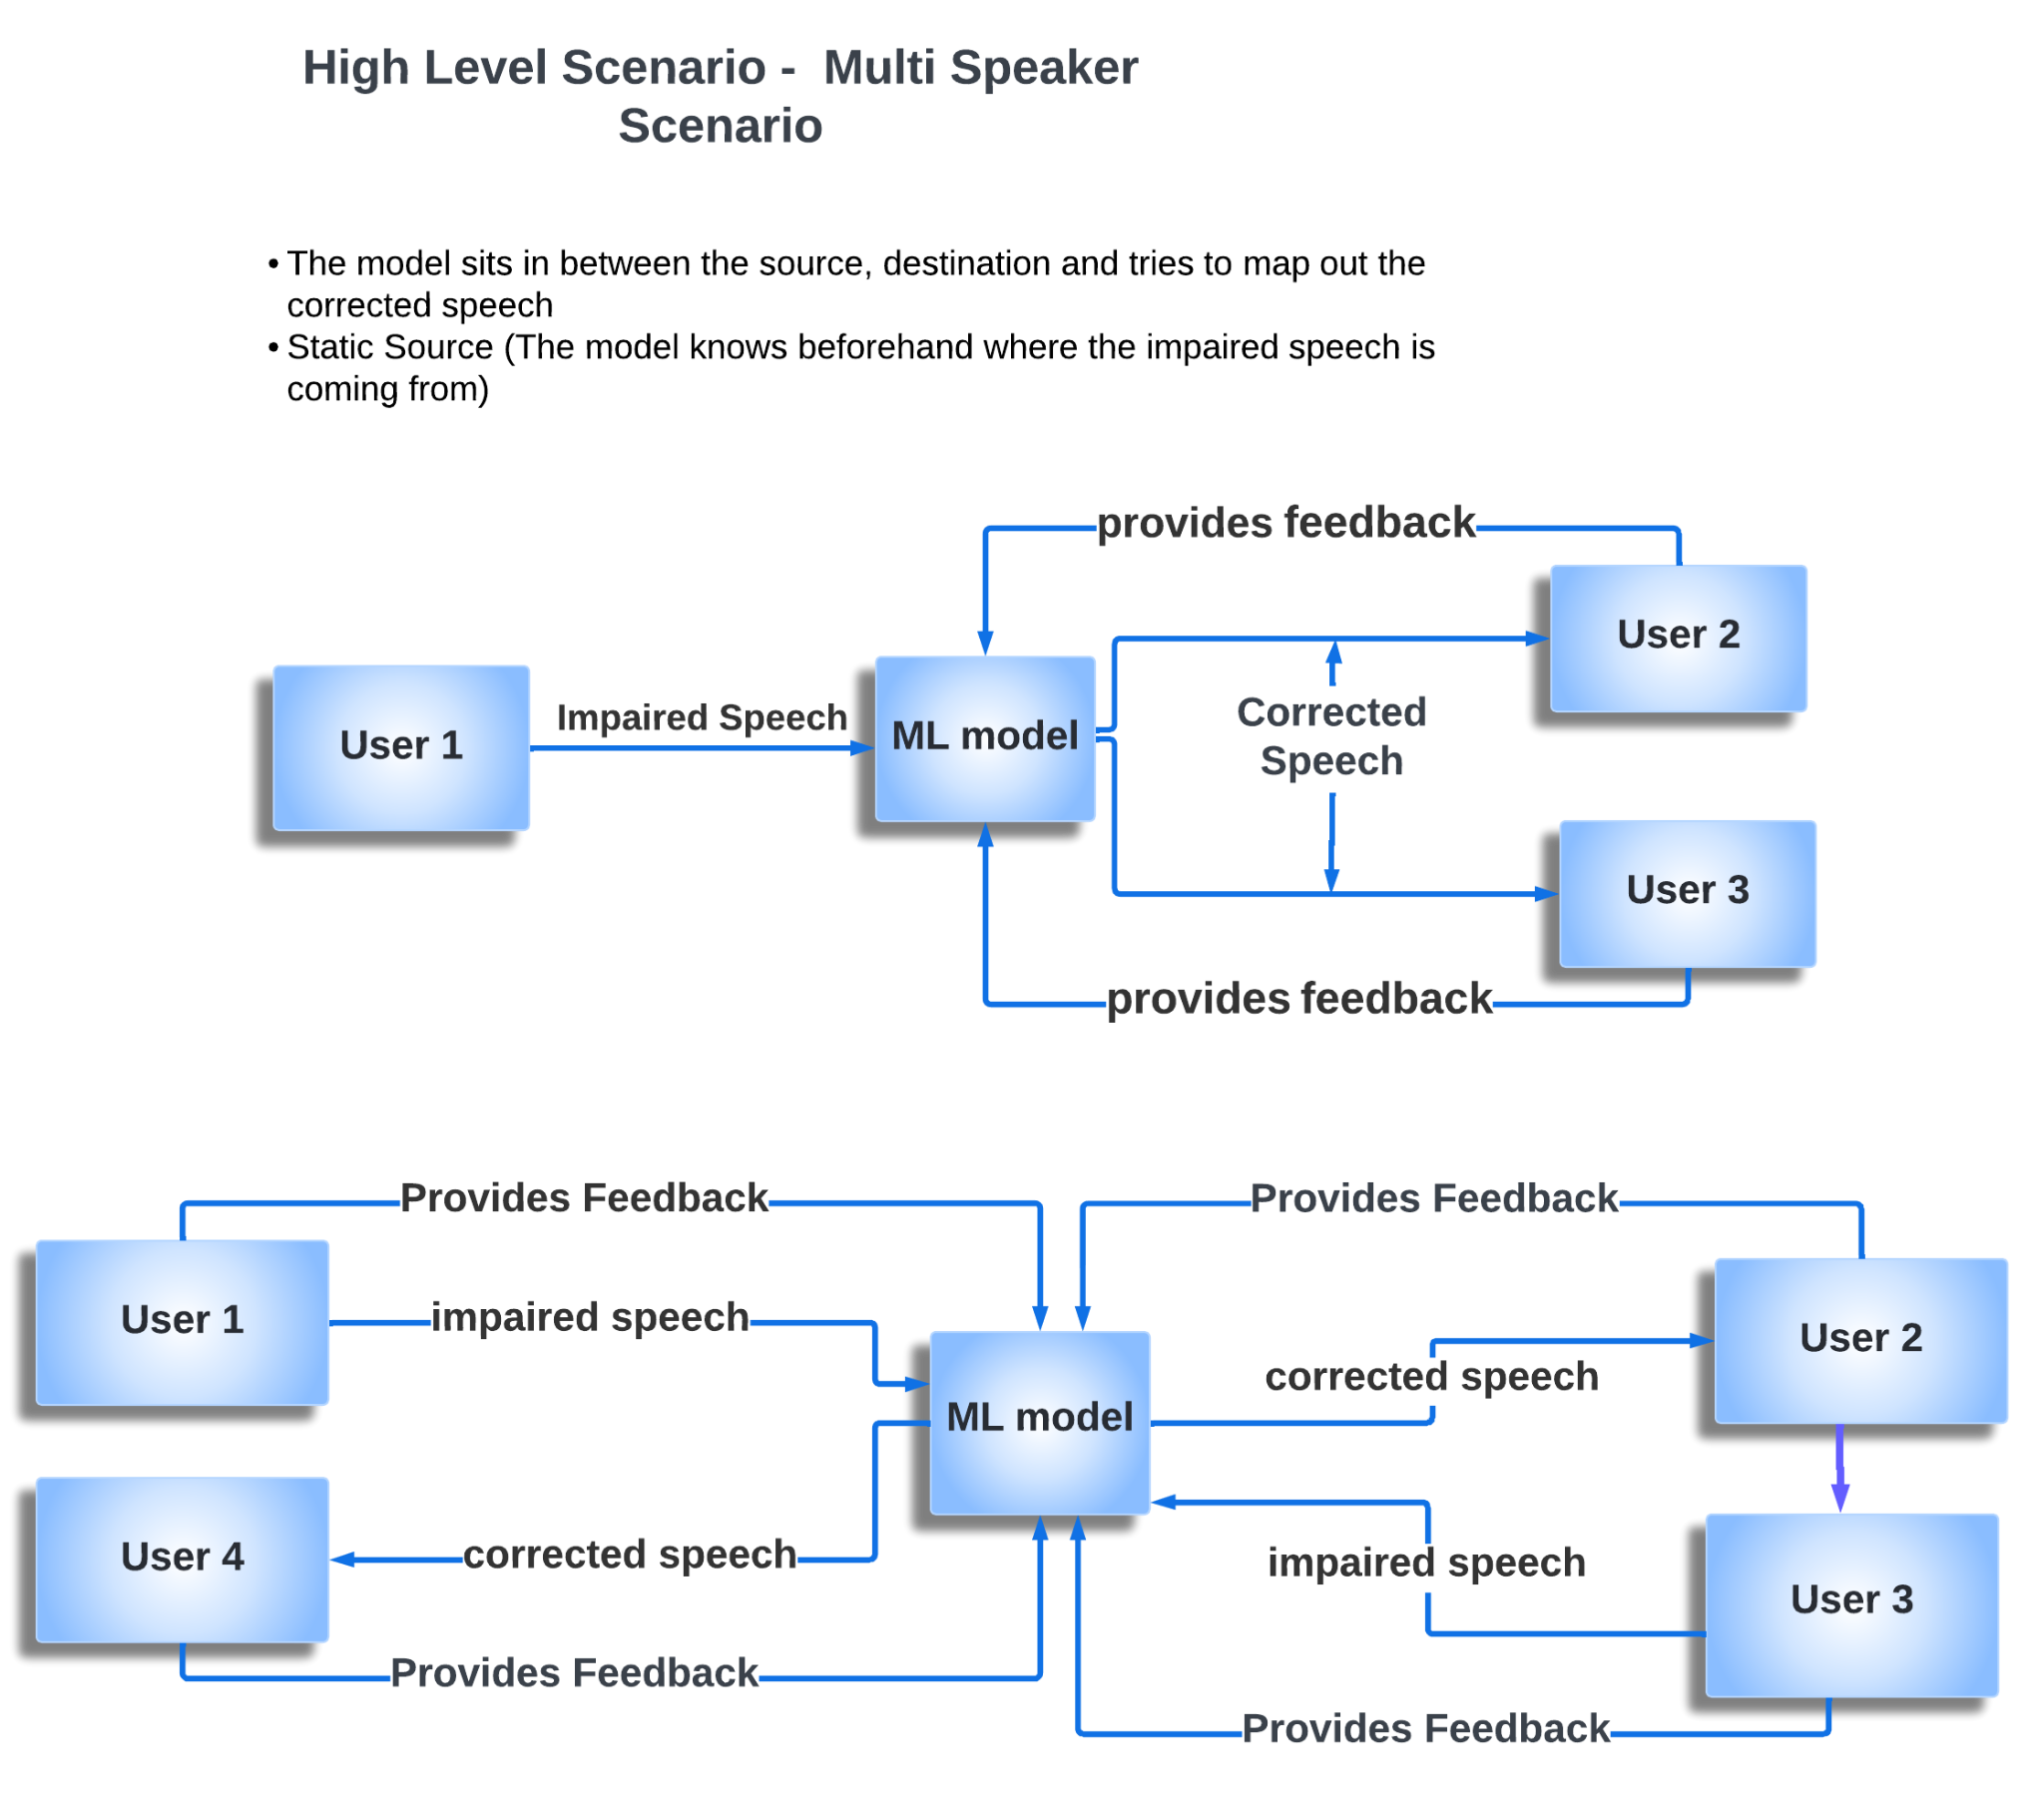 High Level Scenario -  Multi Speaker
Scenario
• The model sits in between the source, destination and tries to map out the
corrected speech
• Static Source (The model knows beforehand where the impaired speech is
coming from)
provides feedback
User 2
Impaired Speech
User 1
ML model
Corrected
Speech
User 3
provides feedback
Provides Feedback
Provides Feedback
User 1
impaired speech
User 2
corrected speech
ML model
User 4
corrected speech
impaired speech
User 3
Provides Feedback
Provides Feedback